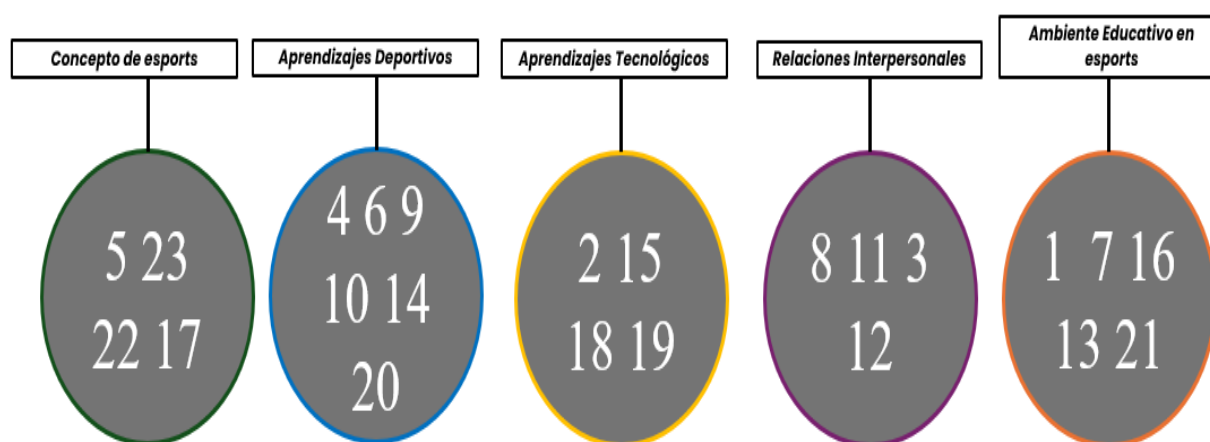 Concepto de esports
Aprendizajes Deportivos
Aprendizajes Tecnológicos
Relaciones Interpersonales
Ambiente Educativo en
esports
5 23
22 17
4 6 9
10 14
20
2 15
18 19
8 11 3
12
1 7 16
13 21